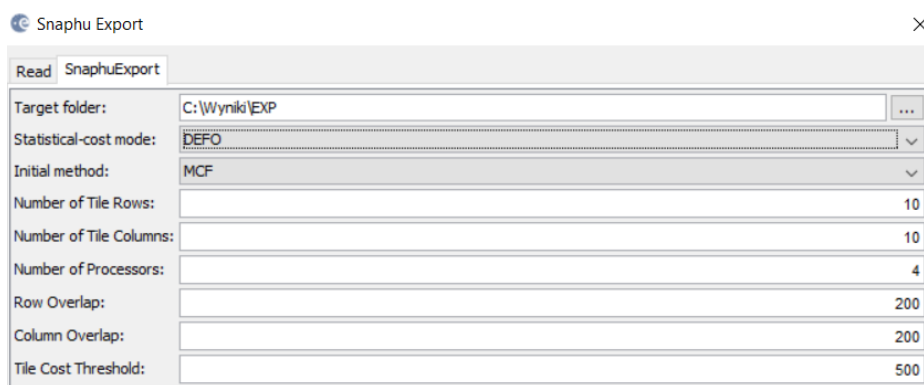 Snaphu Export
Read SnaphuExport
Target folder: C:\Wyniki\EXP ...
Statistical-cost mode: DEFO
Initial method: MCF
Number of Tile Rows: 10
Number of Tile Columns: 10
Number of Processors: 4
Row Overlap: 200
Column Overlap: 200
Tile Cost Threshold: 500